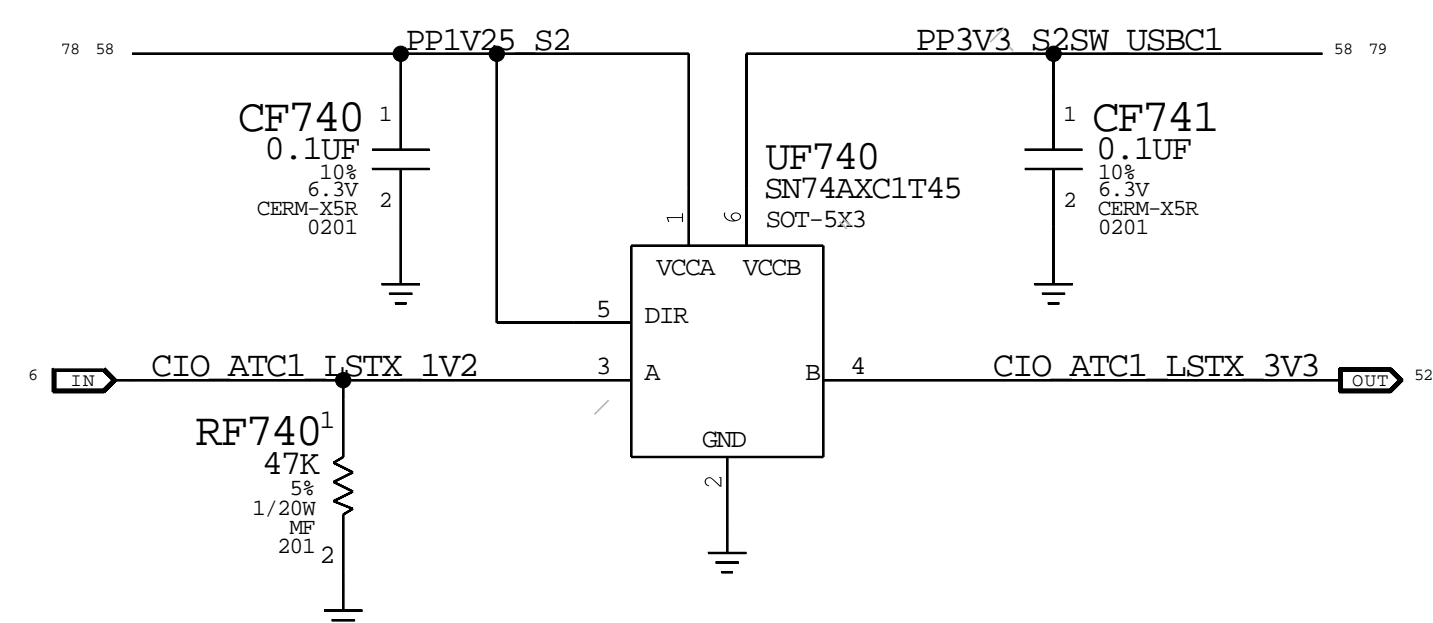 PP1V25_S2
PP3V3_S2SW_USBC1
78 58
58 79
CF740
1
0.1UF
10%
6.3V
CERM-X5R
0201
2
1
CF741
0.1UF
10%
6.3V
CERM-X5R
0201
2
UF740
SN74AXC1T45
SOT-5X3
1
6
VCCA
VCCB
5
DIR
6
IN
CIO_ATC1_LSTX_1V2
3
A
B
4
CIO_ATC1_LSTX_3V3
OUT
52
GND
2
RF740
1
47K
5%
1/20W
MF
201
2